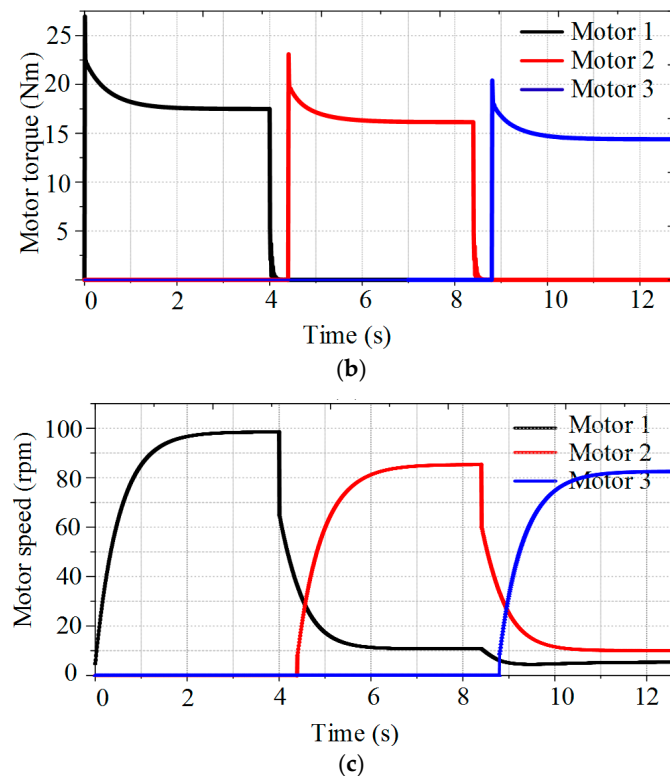 Motor torque (Nm)
25
20
15
10
5
Motor 1
Motor 2
Motor 3
0 2 4 6 8 10 12
Time (s)
(b)
Motor speed (rpm)
100
80
60
40
20
0
Motor 1
Motor 2
Motor 3
0 2 4 6 8 10 12
Time (s)
(c)